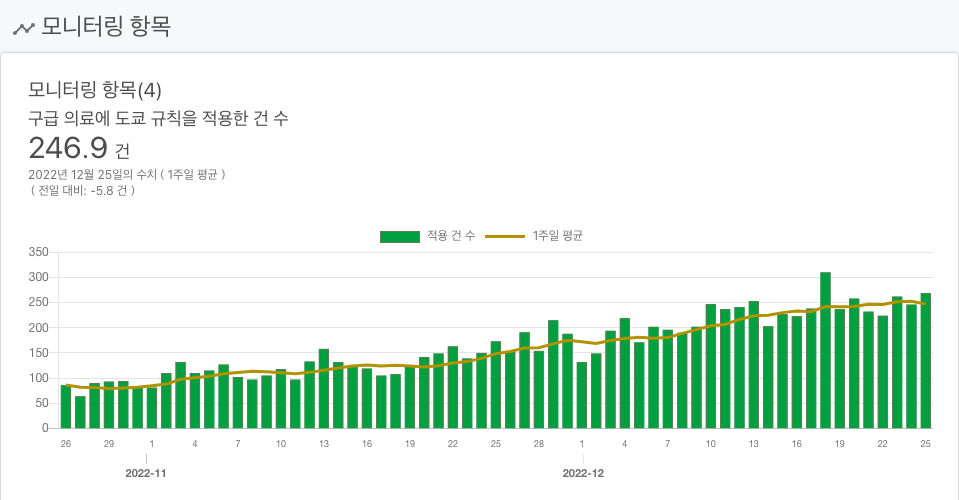 모니터링 항목
모니터링 항목(4)
구급 의료에 도쿄 규칙을 적용한 건 수
246.9 건
2022년 12월 25일의 수치 ( 1주일 평균 )
( 전일 대비: -5.8 건 )
적용 건 수 1주일 평균
350
300
250
200
150
100
50
0
26 29 1 4 7 10 13 16 19 22 25 28 1 4 7 10 13 16 19 22 25
2022-11 2022-12